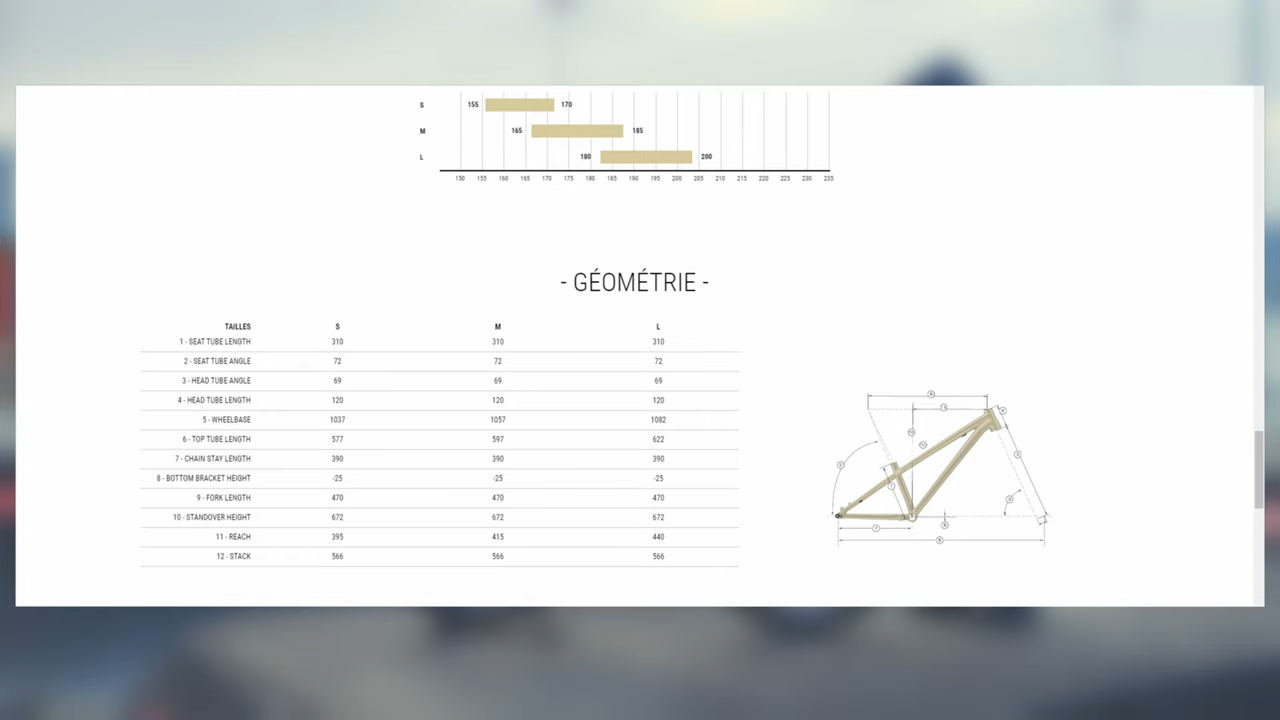 S 155 170
M 165 185
L 180 200
150 155 160 165 170 175 180 185 190 195 200 205 210 215 220 225 230 235
- GÉOMÉTRIE -
TAILLES S M L
1 - SEAT TUBE LENGTH 310 310 310
2 - SEAT TUBE ANGLE 72 72 72
3 - HEAD TUBE ANGLE 69 69 69
4 - HEAD TUBE LENGTH 120 120 120
5 - WHEELBASE 1037 1057 1082
6 - TOP TUBE LENGTH 577 597 622
7 - CHAIN STAY LENGTH 390 390 390
8 - BOTTOM BRACKET HEIGHT -25 -25 -25
9 - FORK LENGTH 470 470 470
10 - STANDOVER HEIGHT 672 672 672
11 - REACH 395 415 440
12 - STACK 566 566 566